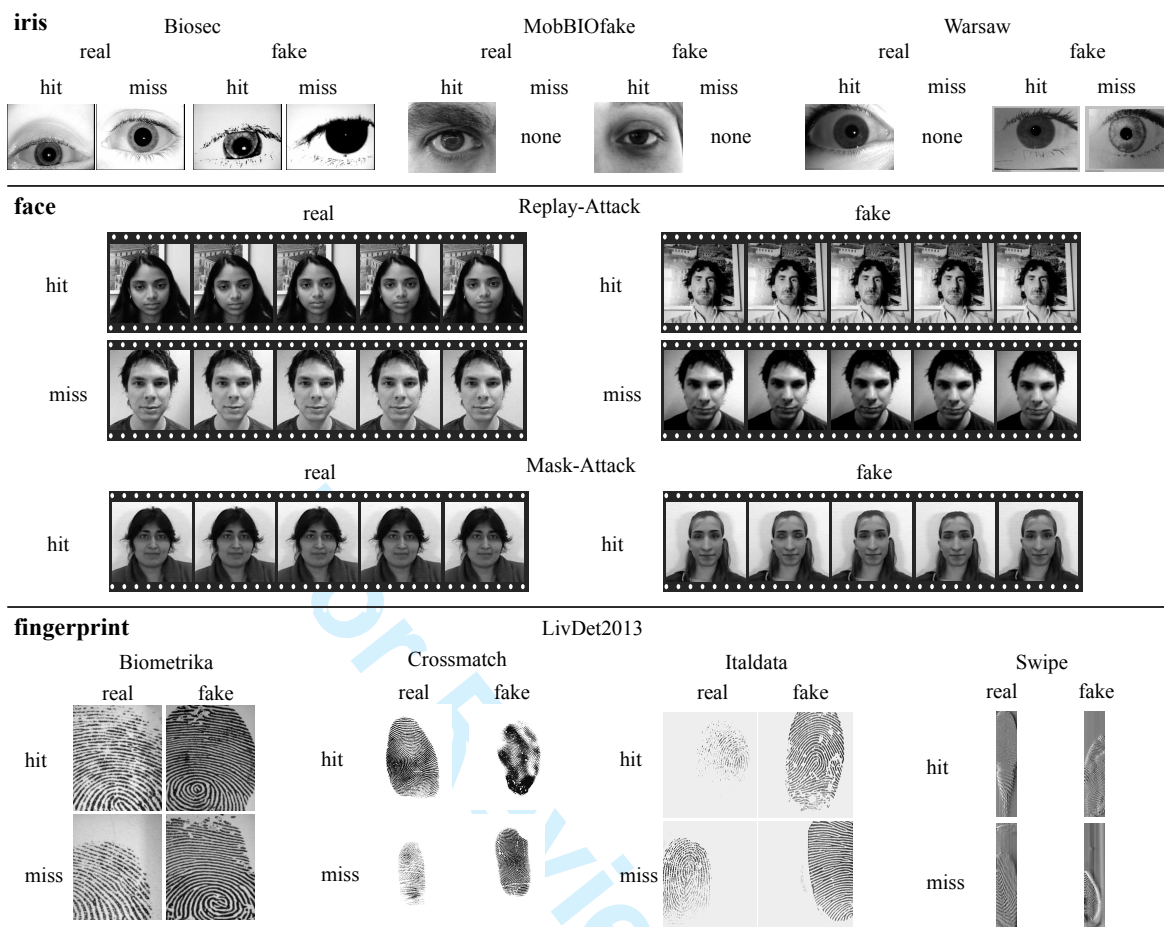 iris
Biosec MobBIOfake Warsaw
real fake real fake real fake
hit miss hit miss hit miss hit miss hit miss hit miss
none none none
face
real Replay-Attack fake
hit hit
miss miss
real Mask-Attack fake
hit hit
fingerprint LivDet2013
Biometrika Crossmatch Italdata Swipe
real fake real fake real fake real fake
hit hit hit hit
miss miss miss miss